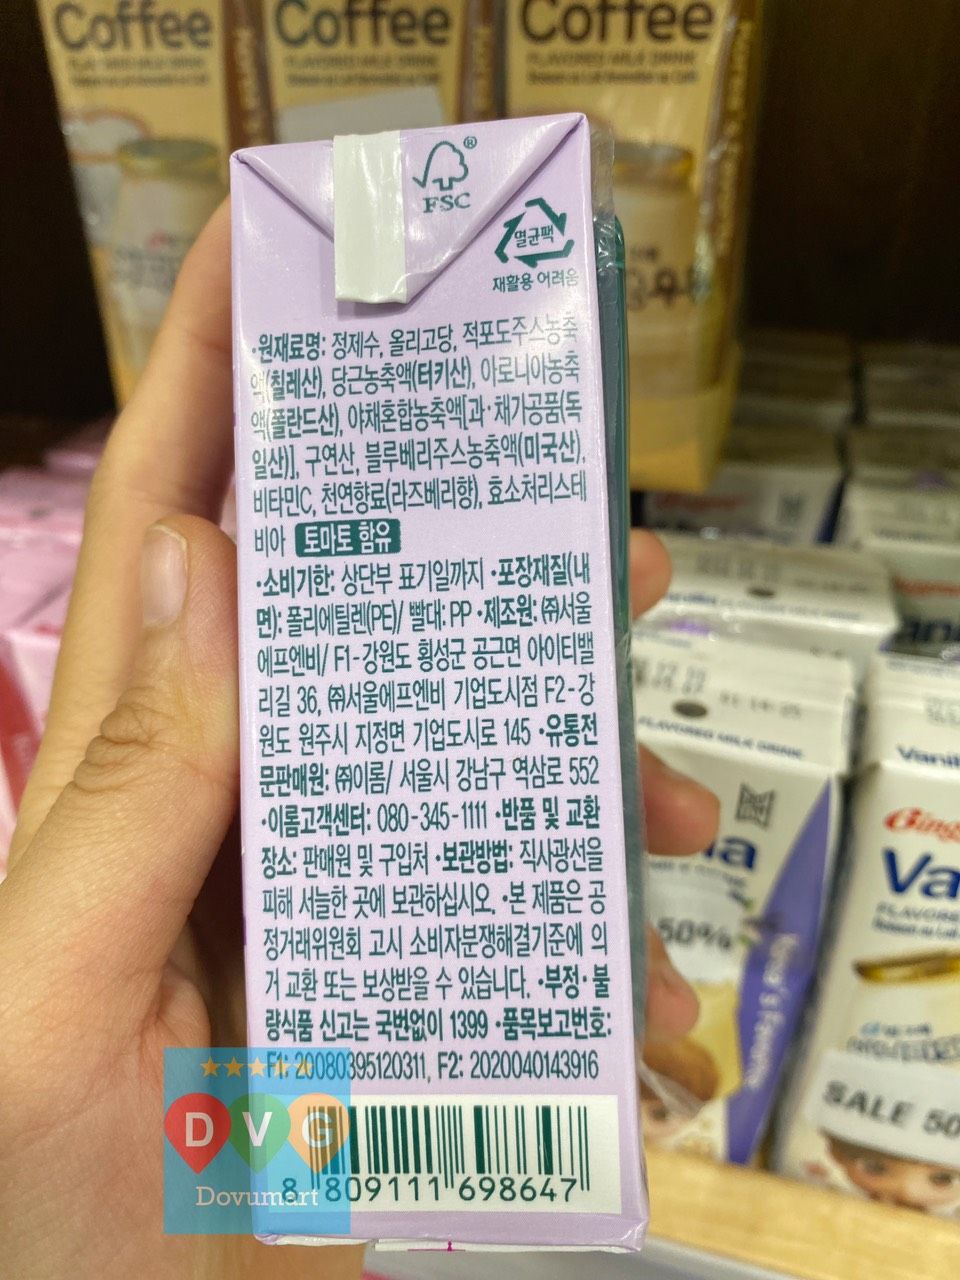 Coffee
Coffee
Coffee
FLAVORED MILK DRINK
FSC
멸균팩
재활용 어려움
·원재료명: 정제수, 올리고당, 적포도주스농축
액(칠레산), 당근농축액(터키산), 아로니아농축
액(폴란드산), 야채혼합농축액[과·채가공품(독
일산)], 구연산, 블루베리주스농축액(미국산),
비타민C, 천연향료(라즈베리향), 효소처리스테
비아 토마토 함유
·소비기한: 상단부 표기일까지 ·포장재질(내
면): 폴리에틸렌(PE)/ 빨대: PP ·제조원: ㈜서울
에프엔비/ F1-강원도 횡성군 공근면 아이티밸
리길 36, ㈜서울에프엔비 기업도시점 F2-강
원도 원주시 지정면 기업도시로 145 ·유통전
문판매원: ㈜이롬/ 서울시 강남구 역삼로 552
·이롬고객센터: 080-345-1111 ·반품 및 교환
장소: 판매원 및 구입처 ·보관방법: 직사광선을
피해 서늘한 곳에 보관하십시오. ·본 제품은 공
정거래위원회 고시 소비자분쟁해결기준에 의
거 교환 또는 보상받을 수 있습니다. ·부정·불
량식품 신고는 국번없이 1399 ·품목보고번호:
F1: 20080395120311, F2: 2020040143916
8 809111 698647
DVG
Dovumart
FLAVORED MILK DRINK
50%
Vanil
Bing
Va
FLAVORE
SALE 50